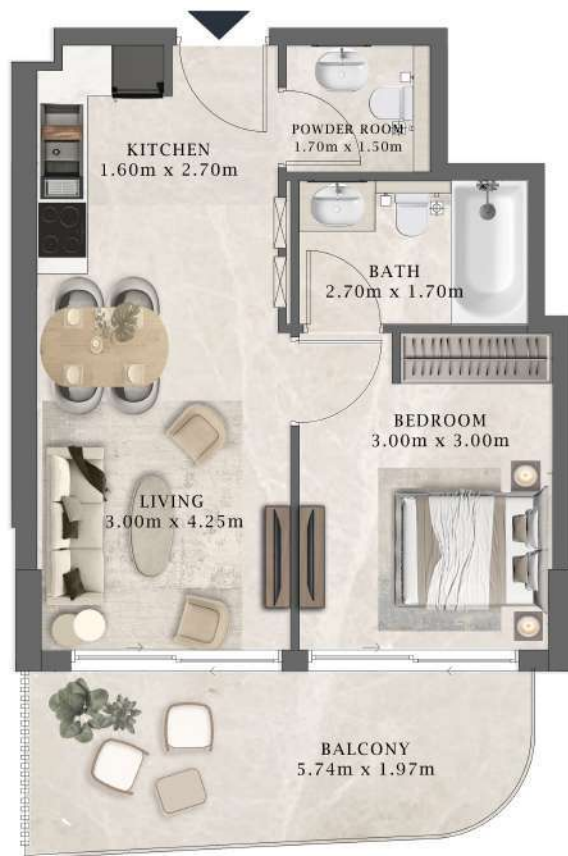 POWDER ROOM
1.70m x 1.50m
KITCHEN
1.60m x 2.70m
BATH
2.70m x 1.70m
BEDROOM
3.00m x 3.00m
LIVING
3.00m x 4.25m
BALCONY
5.74m x 1.97m